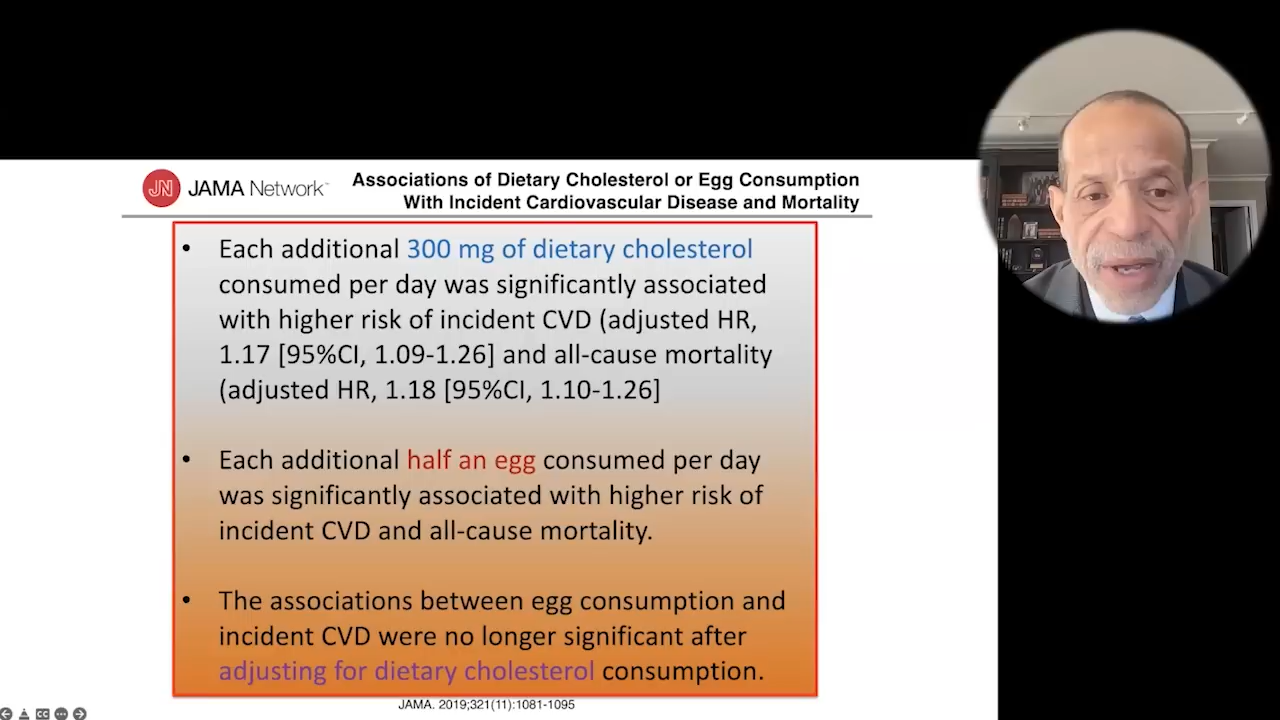 JN JAMA Network™
Associations of Dietary Cholesterol or Egg Consumption
With Incident Cardiovascular Disease and Mortality
• Each additional 300 mg of dietary cholesterol
consumed per day was significantly associated
with higher risk of incident CVD (adjusted HR,
1.17 [95%CI, 1.09-1.26] and all-cause mortality
(adjusted HR, 1.18 [95%CI, 1.10-1.26]
• Each additional half an egg consumed per day
was significantly associated with higher risk of
incident CVD and all-cause mortality.
• The associations between egg consumption and
incident CVD were no longer significant after
adjusting for dietary cholesterol consumption.
JAMA. 2019;321(11):1081-1095
CC